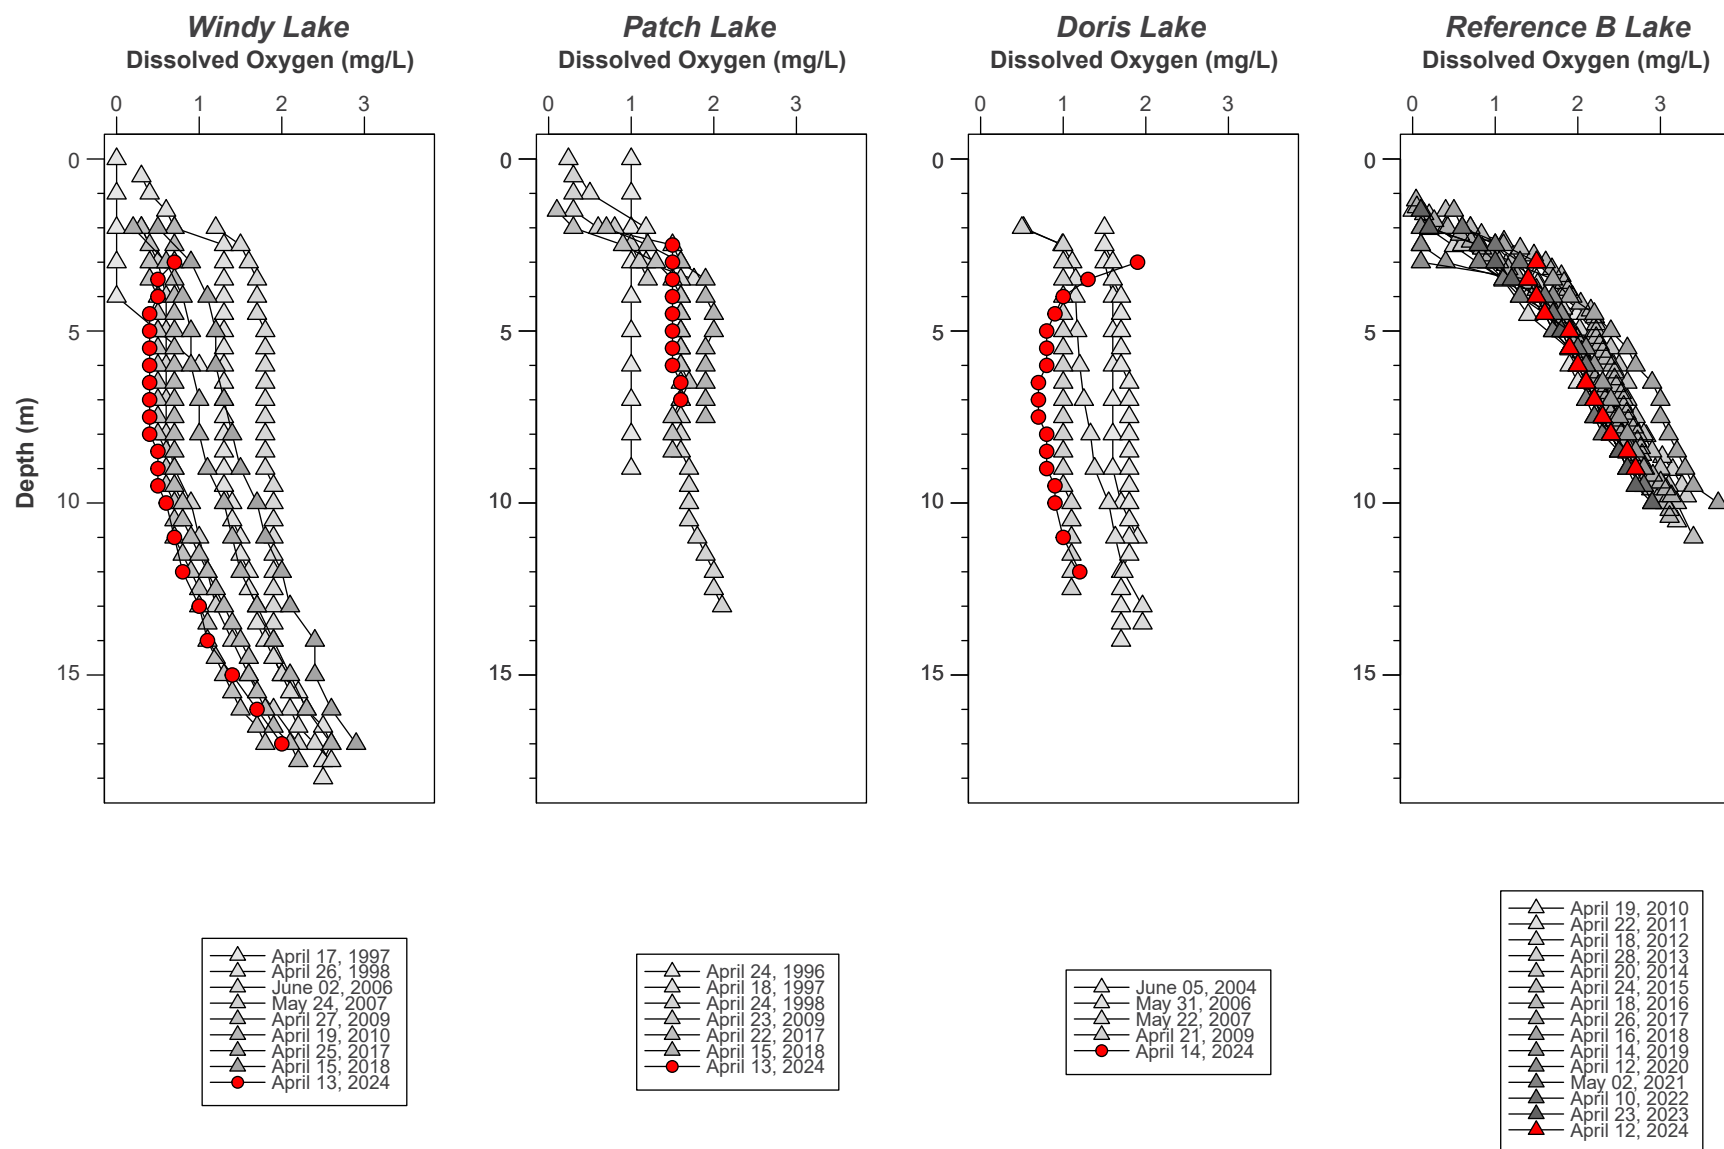 Windy Lake
Dissolved Oxygen (mg/L)
0 1 2 3
Patch Lake
Dissolved Oxygen (mg/L)
0 1 2 3
Doris Lake
Dissolved Oxygen (mg/L)
0 1 2 3
Reference B Lake
Dissolved Oxygen (mg/L)
0 1 2 3
Depth (m)
0
5
10
15
0
5
10
15
0
5
10
15
0
5
10
15
April 17, 1997
April 26, 1998
June 02, 2006
May 24, 2007
April 27, 2009
April 19, 2010
April 25, 2017
April 15, 2018
April 13, 2024
April 24, 1996
April 18, 1997
April 24, 1998
April 23, 2009
April 22, 2017
April 15, 2018
April 13, 2024
June 05, 2004
May 31, 2006
May 22, 2007
April 21, 2009
April 14, 2024
April 19, 2010
April 22, 2011
April 18, 2012
April 28, 2013
April 20, 2014
April 24, 2015
April 18, 2016
April 26, 2017
April 16, 2018
April 14, 2019
April 12, 2020
May 02, 2021
April 10, 2022
April 23, 2023
April 12, 2024